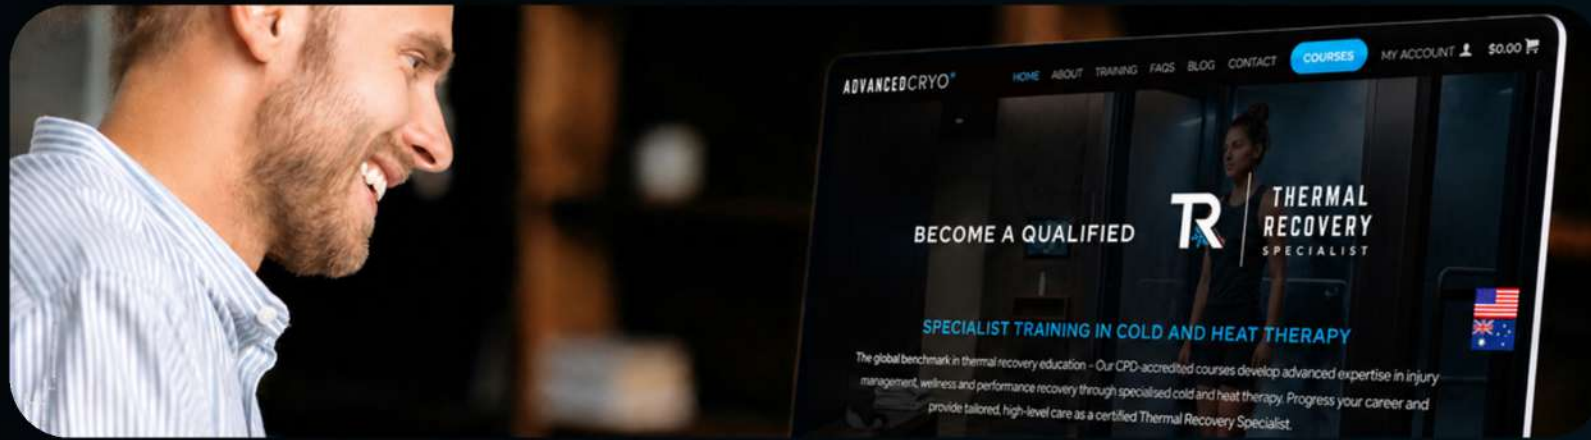 ADVANCEDCRYO
HOME ABOUT TRAINING FAQS BLOG CONTACT COURSES MY ACCOUNT $0.00
BECOME A QUALIFIED
TR THERMAL
RECOVERY
SPECIALIST
SPECIALIST TRAINING IN COLD AND HEAT THERAPY
The global benchmark in thermal recovery education - Our CPD-accredited courses develop advanced expertise in injury
management, wellness and performance recovery through specialised cold and heat therapy. Progress your career and
provide tailored, high-level care as a certified Thermal Recovery Specialist.